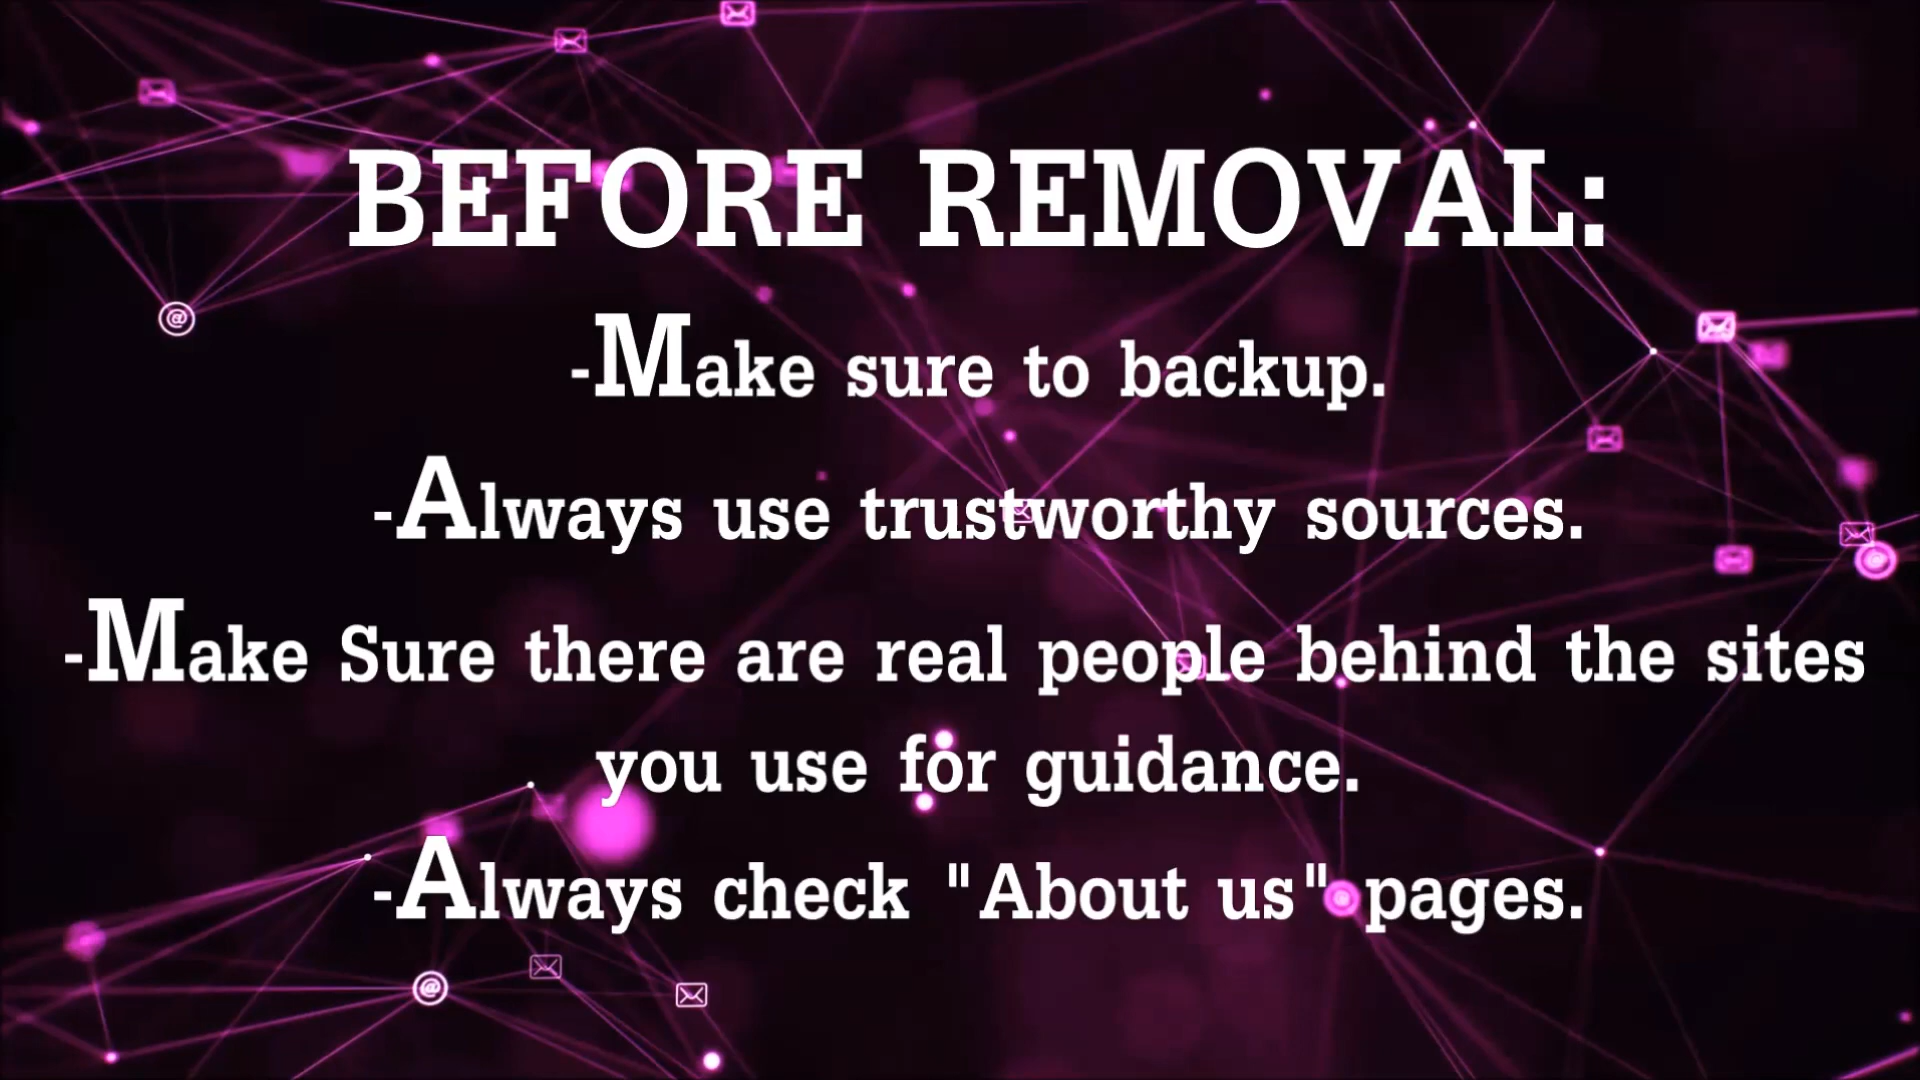 BEFORE REMOVAL:
-Make sure to backup.
-Always use trustworthy sources.
-Make Sure there are real people behind the sites
you use for guidance.
-Always check "About us" pages.